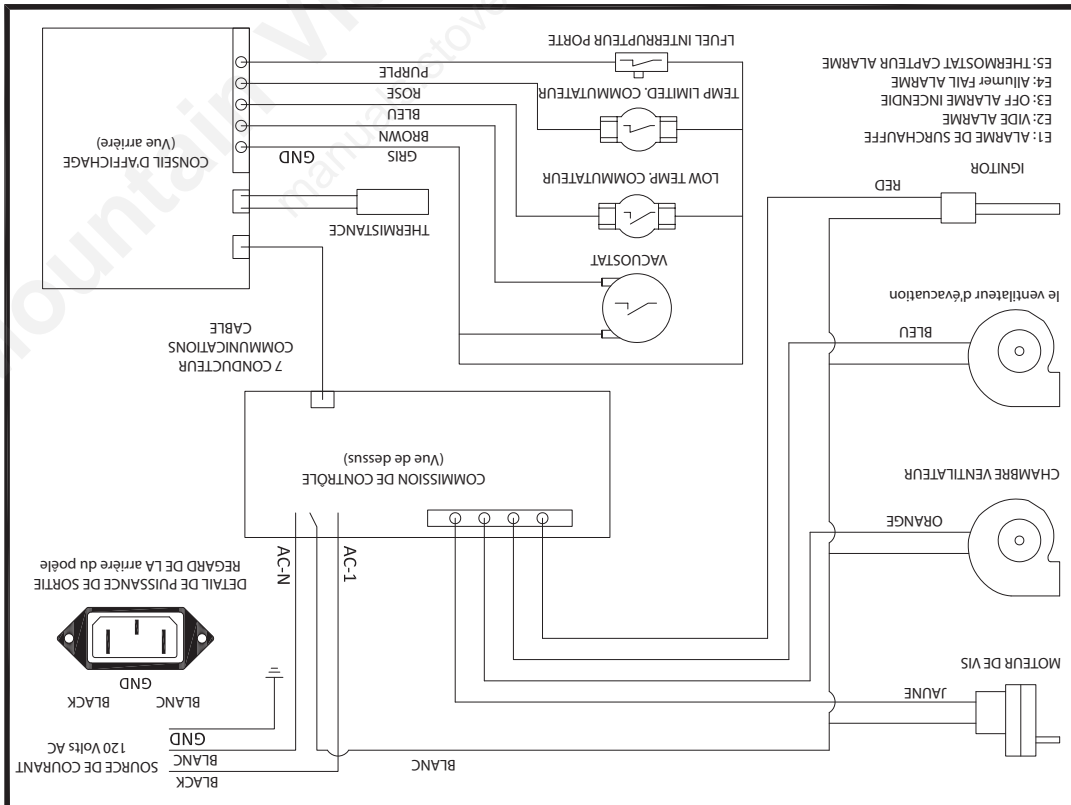 SOURCE DE COURANT
120 Volts AC
BLACK
BLANC
GND
BLANC
BLACK
BLANC
GND
DETAIL DE PUISSANCE DE SORTIE
REGARD DE LA arrière du poêle
AC-N
AC-1
MOTEUR DE VIS
JAUNE
CHAMBRE VENTILATEUR
ORANGE
le ventilateur d'évacuation
BLEU
IGNITOR
RED
COMMISSION DE CONTRÔLE
(Vue de dessus)
7 CONDUCTEUR
COMMUNICATIONS
CABLE
VACUOSTAT
LOW TEMP. COMMUTATEUR
TEMP LIMITED. COMMUTATEUR
LFUEL INTERRUPTEUR PORTE
THERMISTANCE
GND
GRIS
BROWN
BLEU
ROSE
PURPLE
CONSEIL D'AFFICHAGE
(Vue arrière)
E1: ALARME DE SURCHAUFFE
E2: VIDE ALARME
E3: OFF ALARME INCENDIE
E4: Allumer FAIL ALARME
E5: THERMOSTAT CAPTEUR ALARME